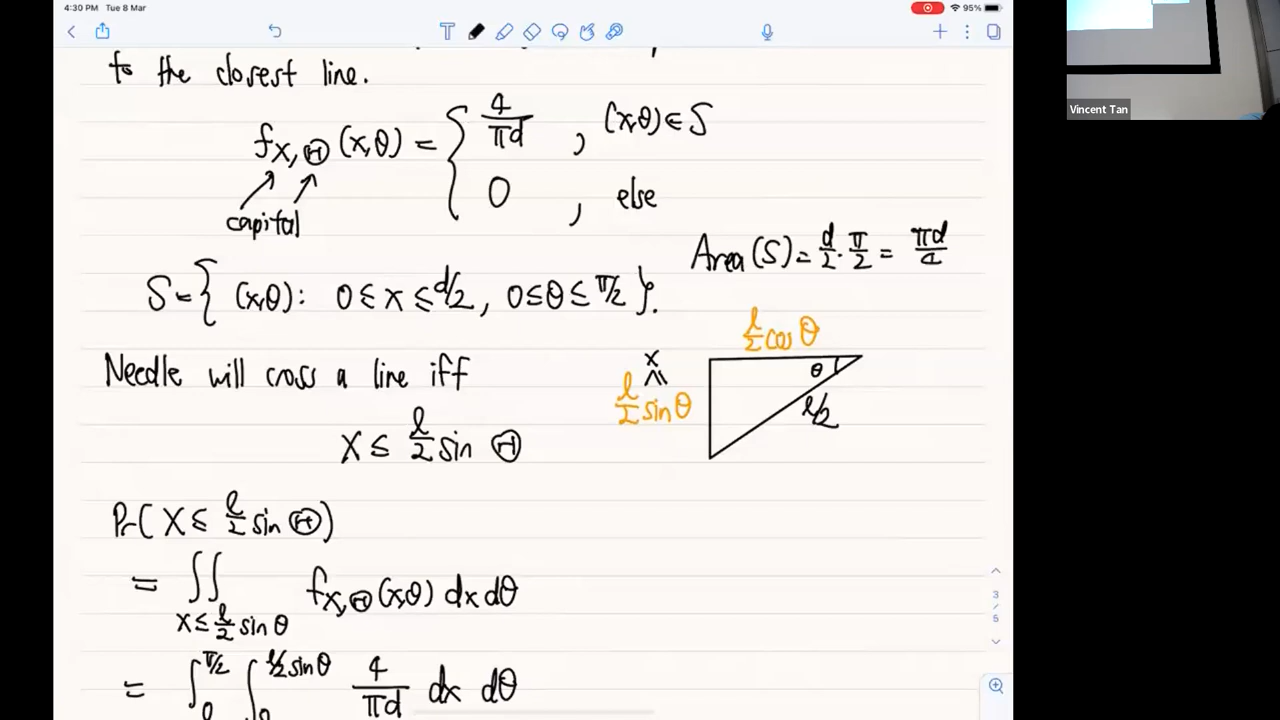 4:30 PM Tue 8 Mar
95%
to the closest line.
f_{X,Θ}(x,θ) = { 4/πd , (x,θ) ∈ S
0 , else
capital
Area(S) = d/2 · π/2 = πd/4
S = { (x,θ): 0 ≤ x ≤ d/2, 0 ≤ θ ≤ π/2 }.
l/2 cos θ
Needle will cross a line iff
x
θ
l/2 sin θ
l/2
X ≤ l/2 sin Θ
Pr( X ≤ l/2 sin Θ )
= ∫∫_{x ≤ l/2 sin θ} f_{X,Θ}(x,θ) dx dθ
= ∫_0^{π/2} ∫_0^{l/2 sin θ} 4/πd dx dθ
3
/
5
Vincent Tan